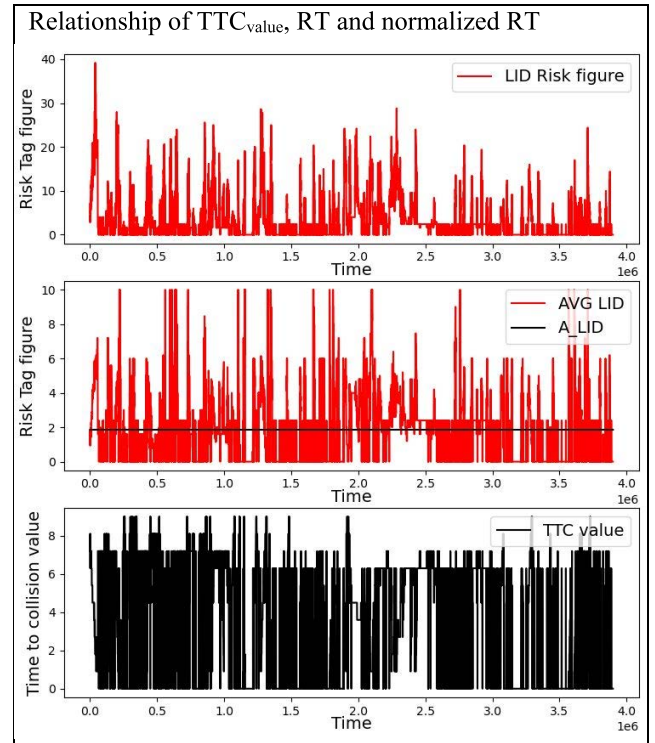 Relationship of TTCvalue, RT and normalized RT
LID Risk figure
Risk Tag figure
40
30
20
10
0
0.0 0.5 1.0 1.5 2.0 2.5 3.0 3.5 4.0
Time
1e6
AVG LID
A_LID
Risk Tag figure
10
8
6
4
2
0
0.0 0.5 1.0 1.5 2.0 2.5 3.0 3.5 4.0
Time
1e6
TTC value
Time to collision value
8
6
4
2
0
0.0 0.5 1.0 1.5 2.0 2.5 3.0 3.5 4.0
Time
1e6